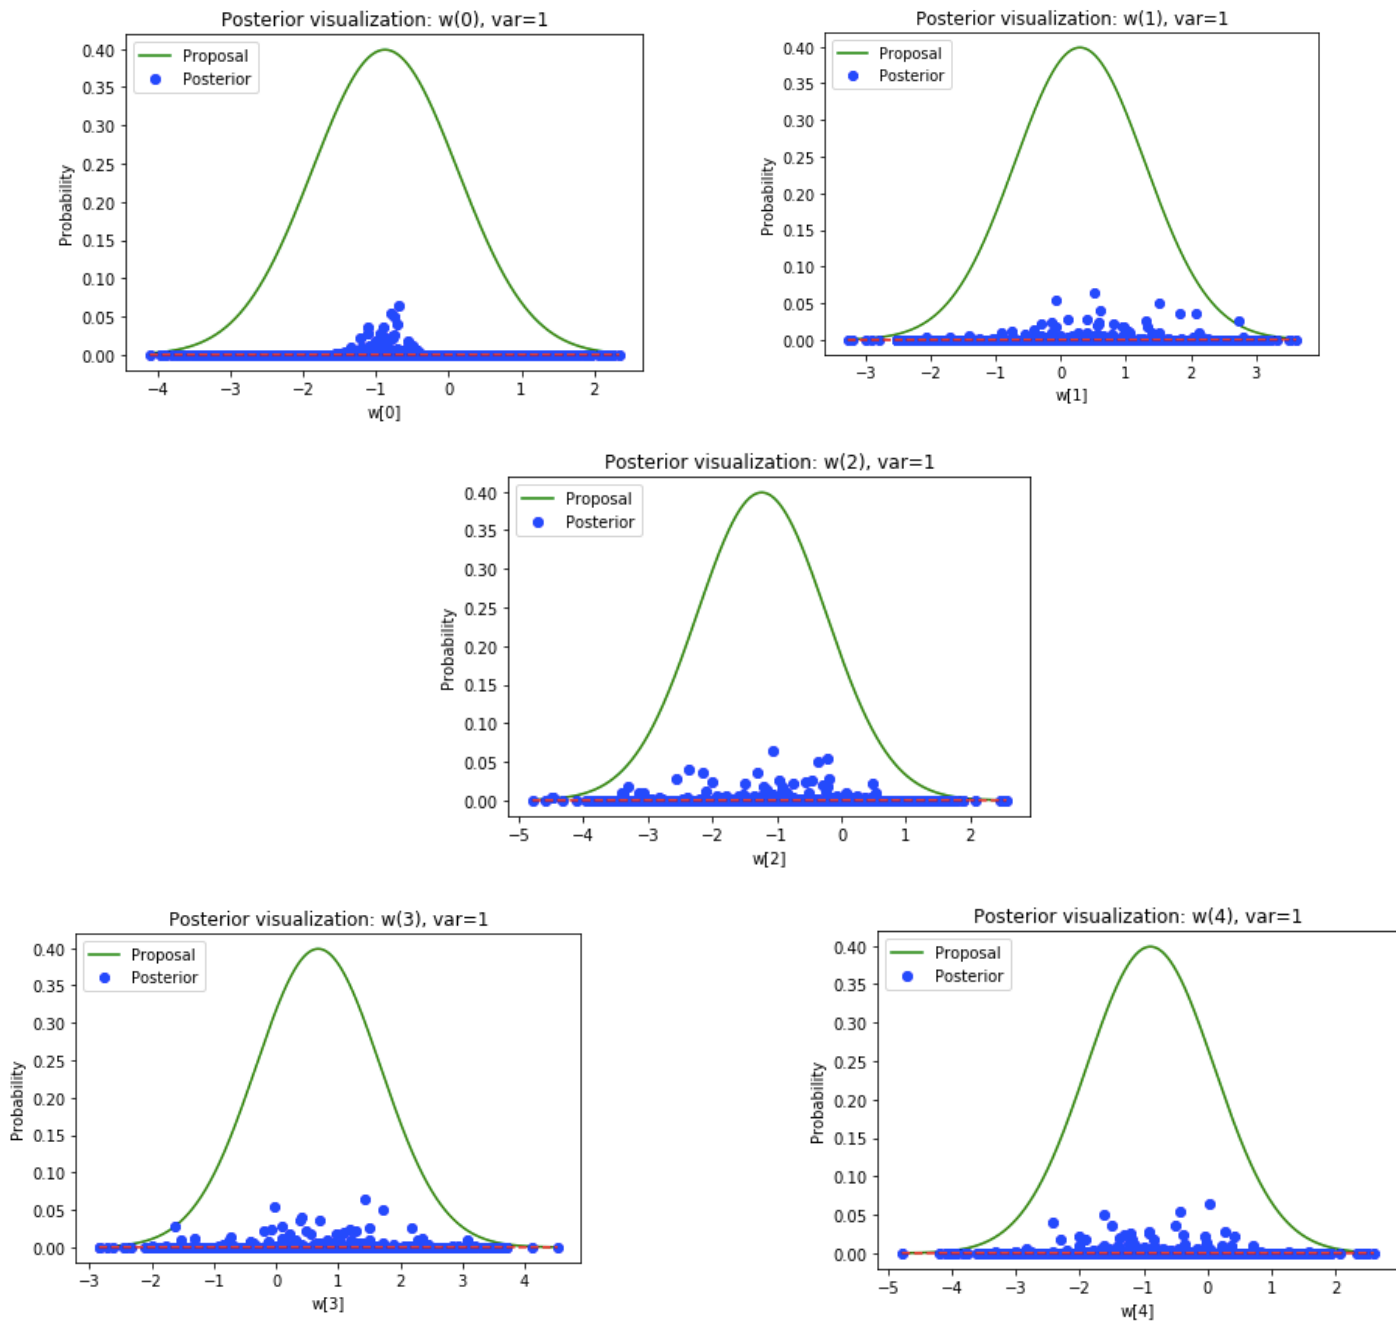 Posterior visualization: w(0), var=1
Proposal
Posterior
Probability
0.40
0.35
0.30
0.25
0.20
0.15
0.10
0.05
0.00
−4 −3 −2 −1 0 1 2
w[0]
Posterior visualization: w(1), var=1
Proposal
Posterior
Probability
0.40
0.35
0.30
0.25
0.20
0.15
0.10
0.05
0.00
−3 −2 −1 0 1 2 3
w[1]
Posterior visualization: w(2), var=1
Proposal
Posterior
Probability
0.40
0.35
0.30
0.25
0.20
0.15
0.10
0.05
0.00
−5 −4 −3 −2 −1 0 1 2
w[2]
Posterior visualization: w(3), var=1
Proposal
Posterior
Probability
0.40
0.35
0.30
0.25
0.20
0.15
0.10
0.05
0.00
−3 −2 −1 0 1 2 3 4
w[3]
Posterior visualization: w(4), var=1
Proposal
Posterior
Probability
0.40
0.35
0.30
0.25
0.20
0.15
0.10
0.05
0.00
−5 −4 −3 −2 −1 0 1 2
w[4]